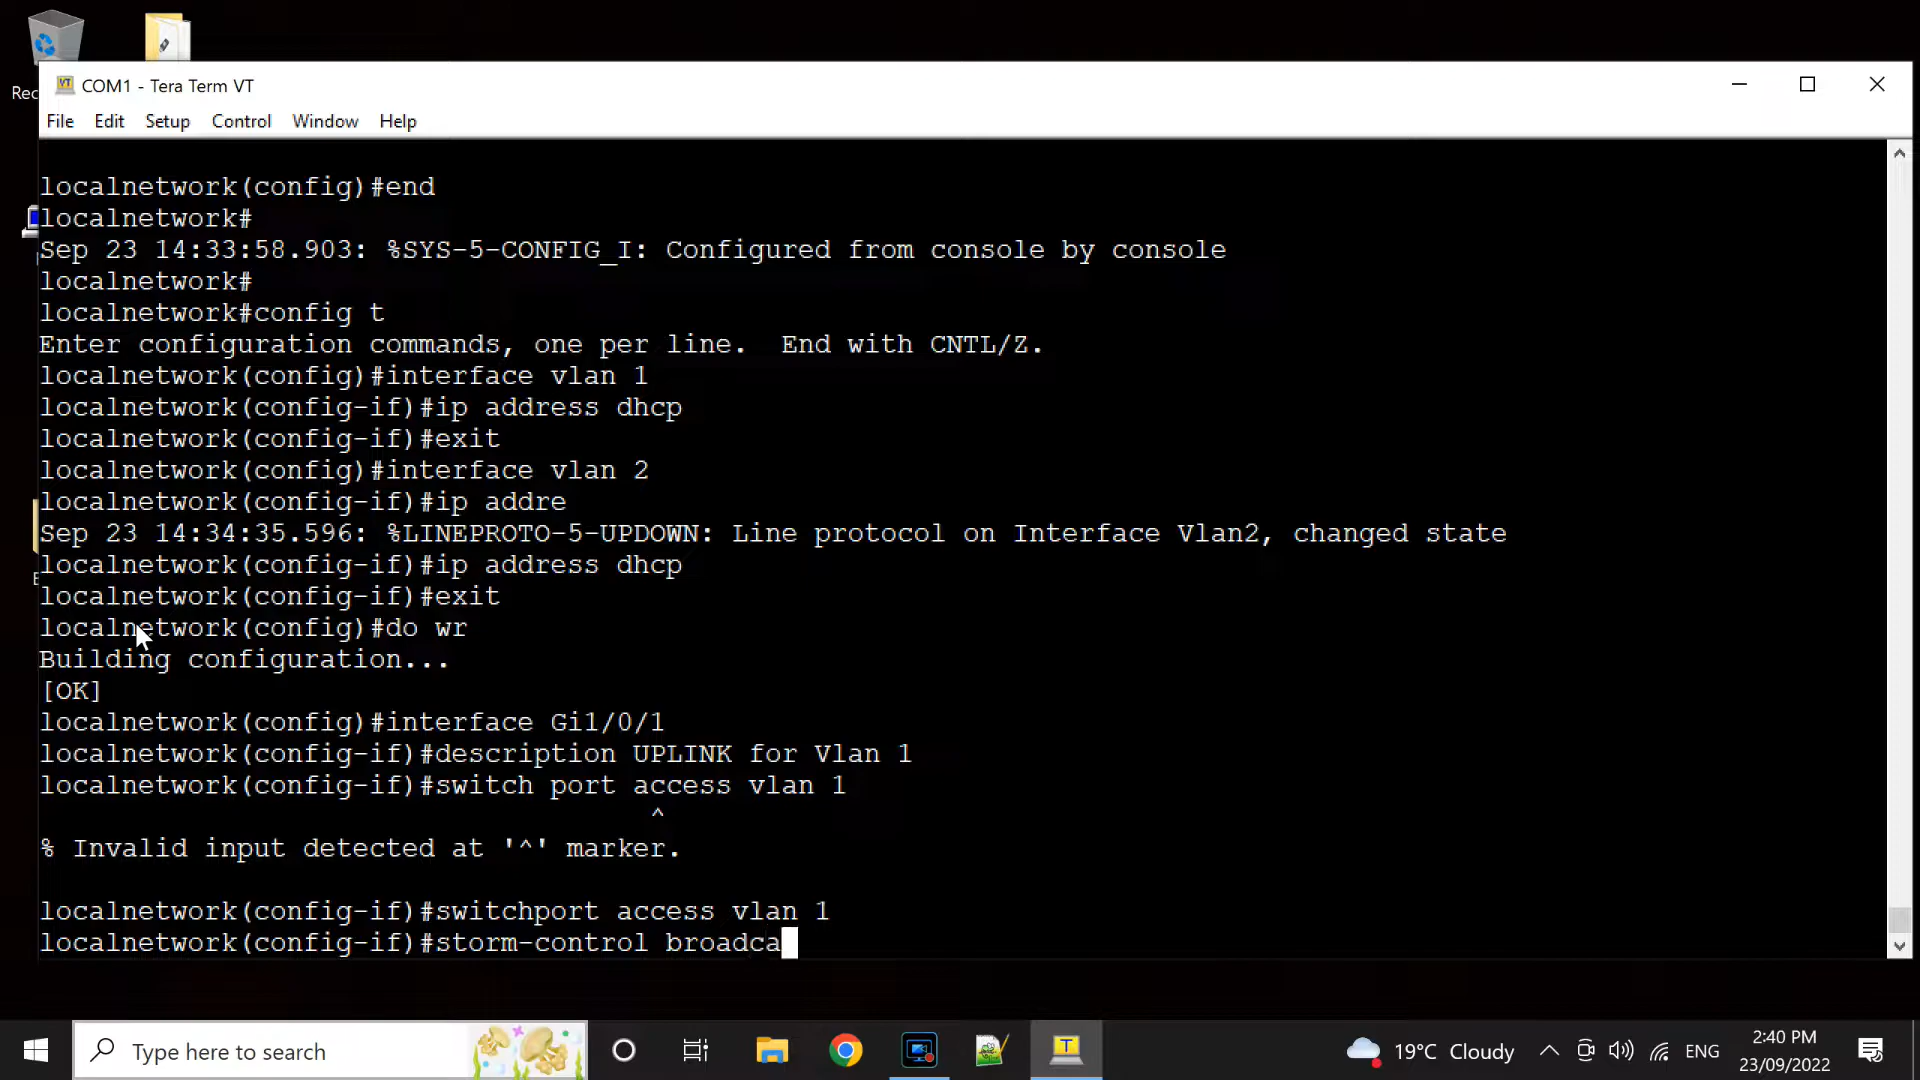 Rec
COM1 - Tera Term VT
File Edit Setup Control Window Help
localnetwork(config)#end
localnetwork#
Sep 23 14:33:58.903: %SYS-5-CONFIG_I: Configured from console by console
localnetwork#
localnetwork#config t
Enter configuration commands, one per line.  End with CNTL/Z.
localnetwork(config)#interface vlan 1
localnetwork(config-if)#ip address dhcp
localnetwork(config-if)#exit
localnetwork(config)#interface vlan 2
localnetwork(config-if)#ip addre
Sep 23 14:34:35.596: %LINEPROTO-5-UPDOWN: Line protocol on Interface Vlan2, changed state
localnetwork(config-if)#ip address dhcp
localnetwork(config-if)#exit
localnetwork(config)#do wr
Building configuration...
[OK]
localnetwork(config)#interface Gi1/0/1
localnetwork(config-if)#description UPLINK for Vlan 1
localnetwork(config-if)#switch port access vlan 1
^
% Invalid input detected at '^' marker.
localnetwork(config-if)#switchport access vlan 1
localnetwork(config-if)#storm-control broadca
Type here to search
19°C Cloudy
ENG
2:40 PM
23/09/2022